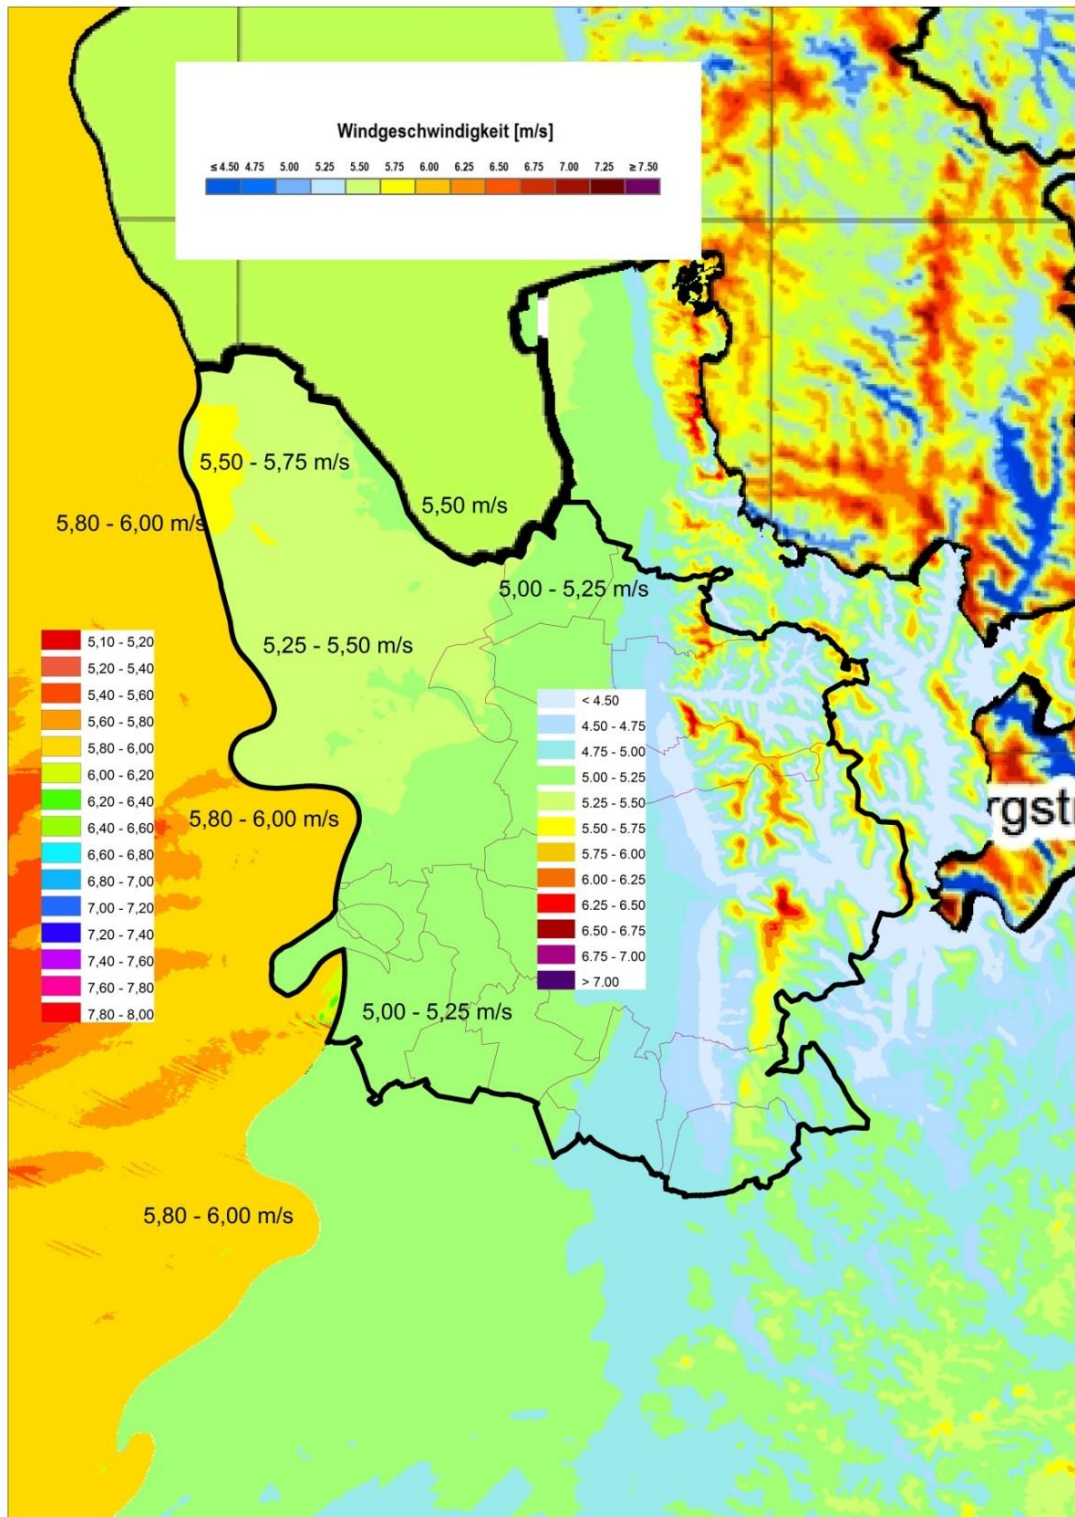 Windgeschwindigkeit [m/s]
≤ 4.50 4.75 5.00 5.25 5.50 5.75 6.00 6.25 6.50 6.75 7.00 7.25 ≥ 7.50
5,50 - 5,75 m/s
5,50 m/s
5,80 - 6,00 m/s
5,00 - 5,25 m/s
5,25 - 5,50 m/s
5,10 - 5,20
5,20 - 5,40
5,40 - 5,60
5,60 - 5,80
5,80 - 6,00
6,00 - 6,20
6,20 - 6,40
6,40 - 6,60
6,60 - 6,80
6,80 - 7,00
7,00 - 7,20
7,20 - 7,40
7,40 - 7,60
7,60 - 7,80
7,80 - 8,00
< 4.50
4.50 - 4.75
4.75 - 5.00
5.00 - 5.25
5.25 - 5.50
5.50 - 5.75
5.75 - 6.00
6.00 - 6.25
6.25 - 6.50
6.50 - 6.75
6.75 - 7.00
> 7.00
rgstr
5,80 - 6,00 m/s
5,00 - 5,25 m/s
5,80 - 6,00 m/s